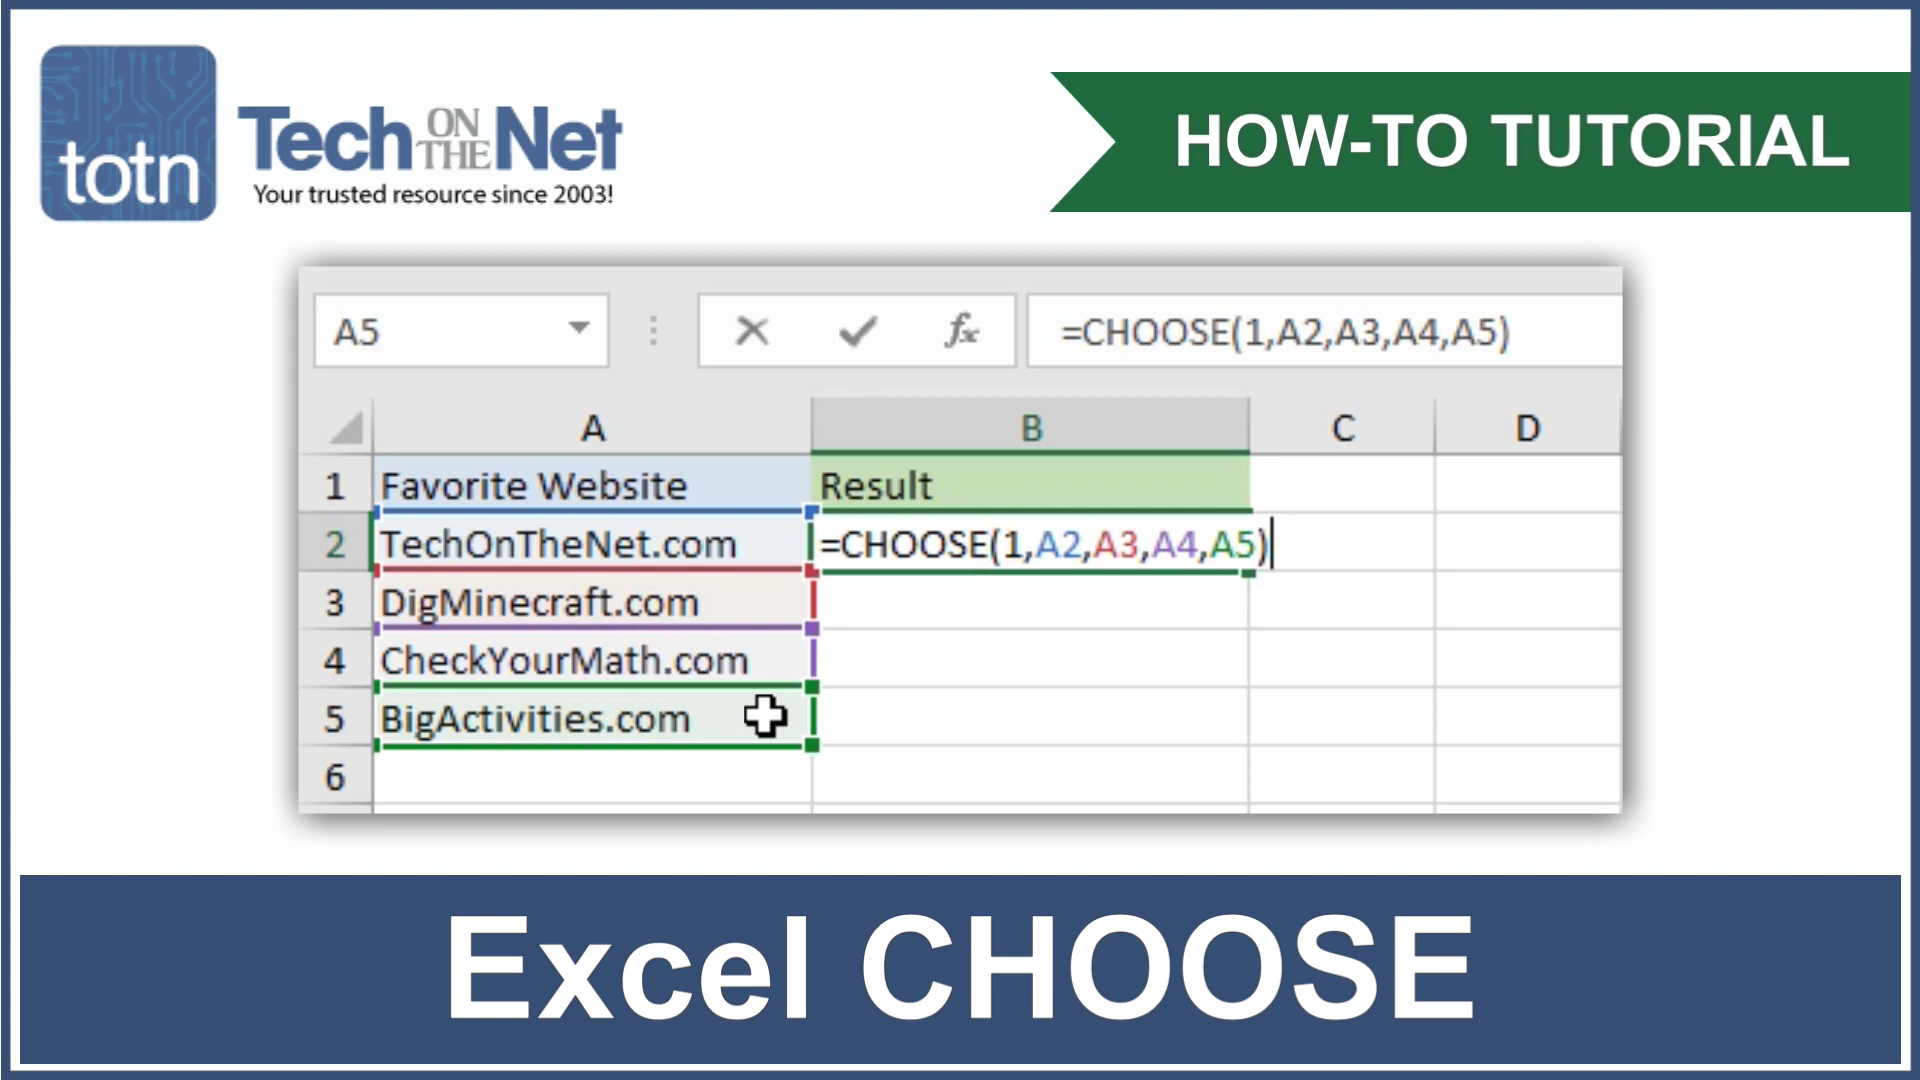 totn
Tech ON THE Net
Your trusted resource since 2003!
HOW-TO TUTORIAL
A5 fx =CHOOSE(1,A2,A3,A4,A5)
A B C D
1 Favorite Website Result
2 TechOnTheNet.com =CHOOSE(1,A2,A3,A4,A5)
3 DigMinecraft.com
4 CheckYourMath.com
5 BigActivities.com
6
Excel CHOOSE